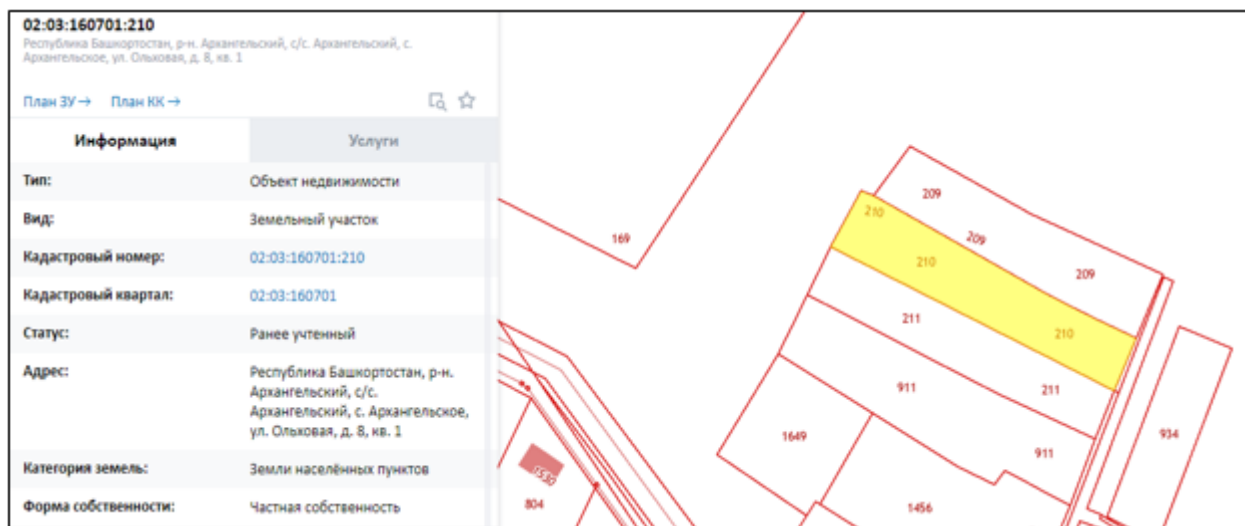 02:03:160701:210
Республика Башкортостан, р-н. Архангельский, с/с. Архангельский, с.
Архангельское, ул. Ольховая, д. 8, кв. 1
План ЗУ → План КК →
Информация Услуги
Тип: Объект недвижимости
Вид: Земельный участок
Кадастровый номер: 02:03:160701:210
Кадастровый квартал: 02:03:160701
Статус: Ранее учтенный
Адрес: Республика Башкортостан, р-н.
Архангельский, с/с.
Архангельский, с. Архангельское,
ул. Ольховая, д. 8, кв. 1
Категория земель: Земли населённых пунктов
Форма собственности: Частная собственность
209
210
169
209
210
209
211
210
911
211
1649
934
911
1530
804
1456